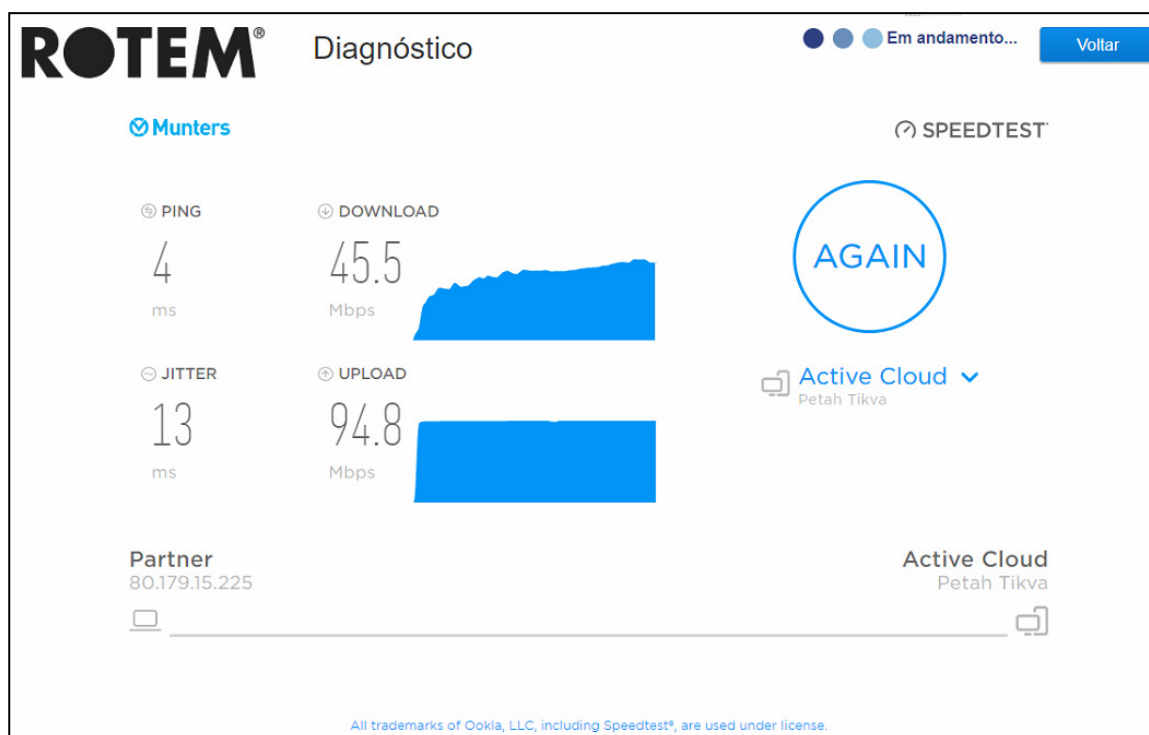 ROTEM®
Diagnóstico
Em andamento...
Voltar
Munters
SPEEDTEST
PING
4
ms
DOWNLOAD
45.5
Mbps
AGAIN
JITTER
13
ms
UPLOAD
94.8
Mbps
Active Cloud
Petah Tikva
Partner
80.179.15.225
Active Cloud
Petah Tikva
All trademarks of Ookla, LLC, including Speedtest®, are used under license.